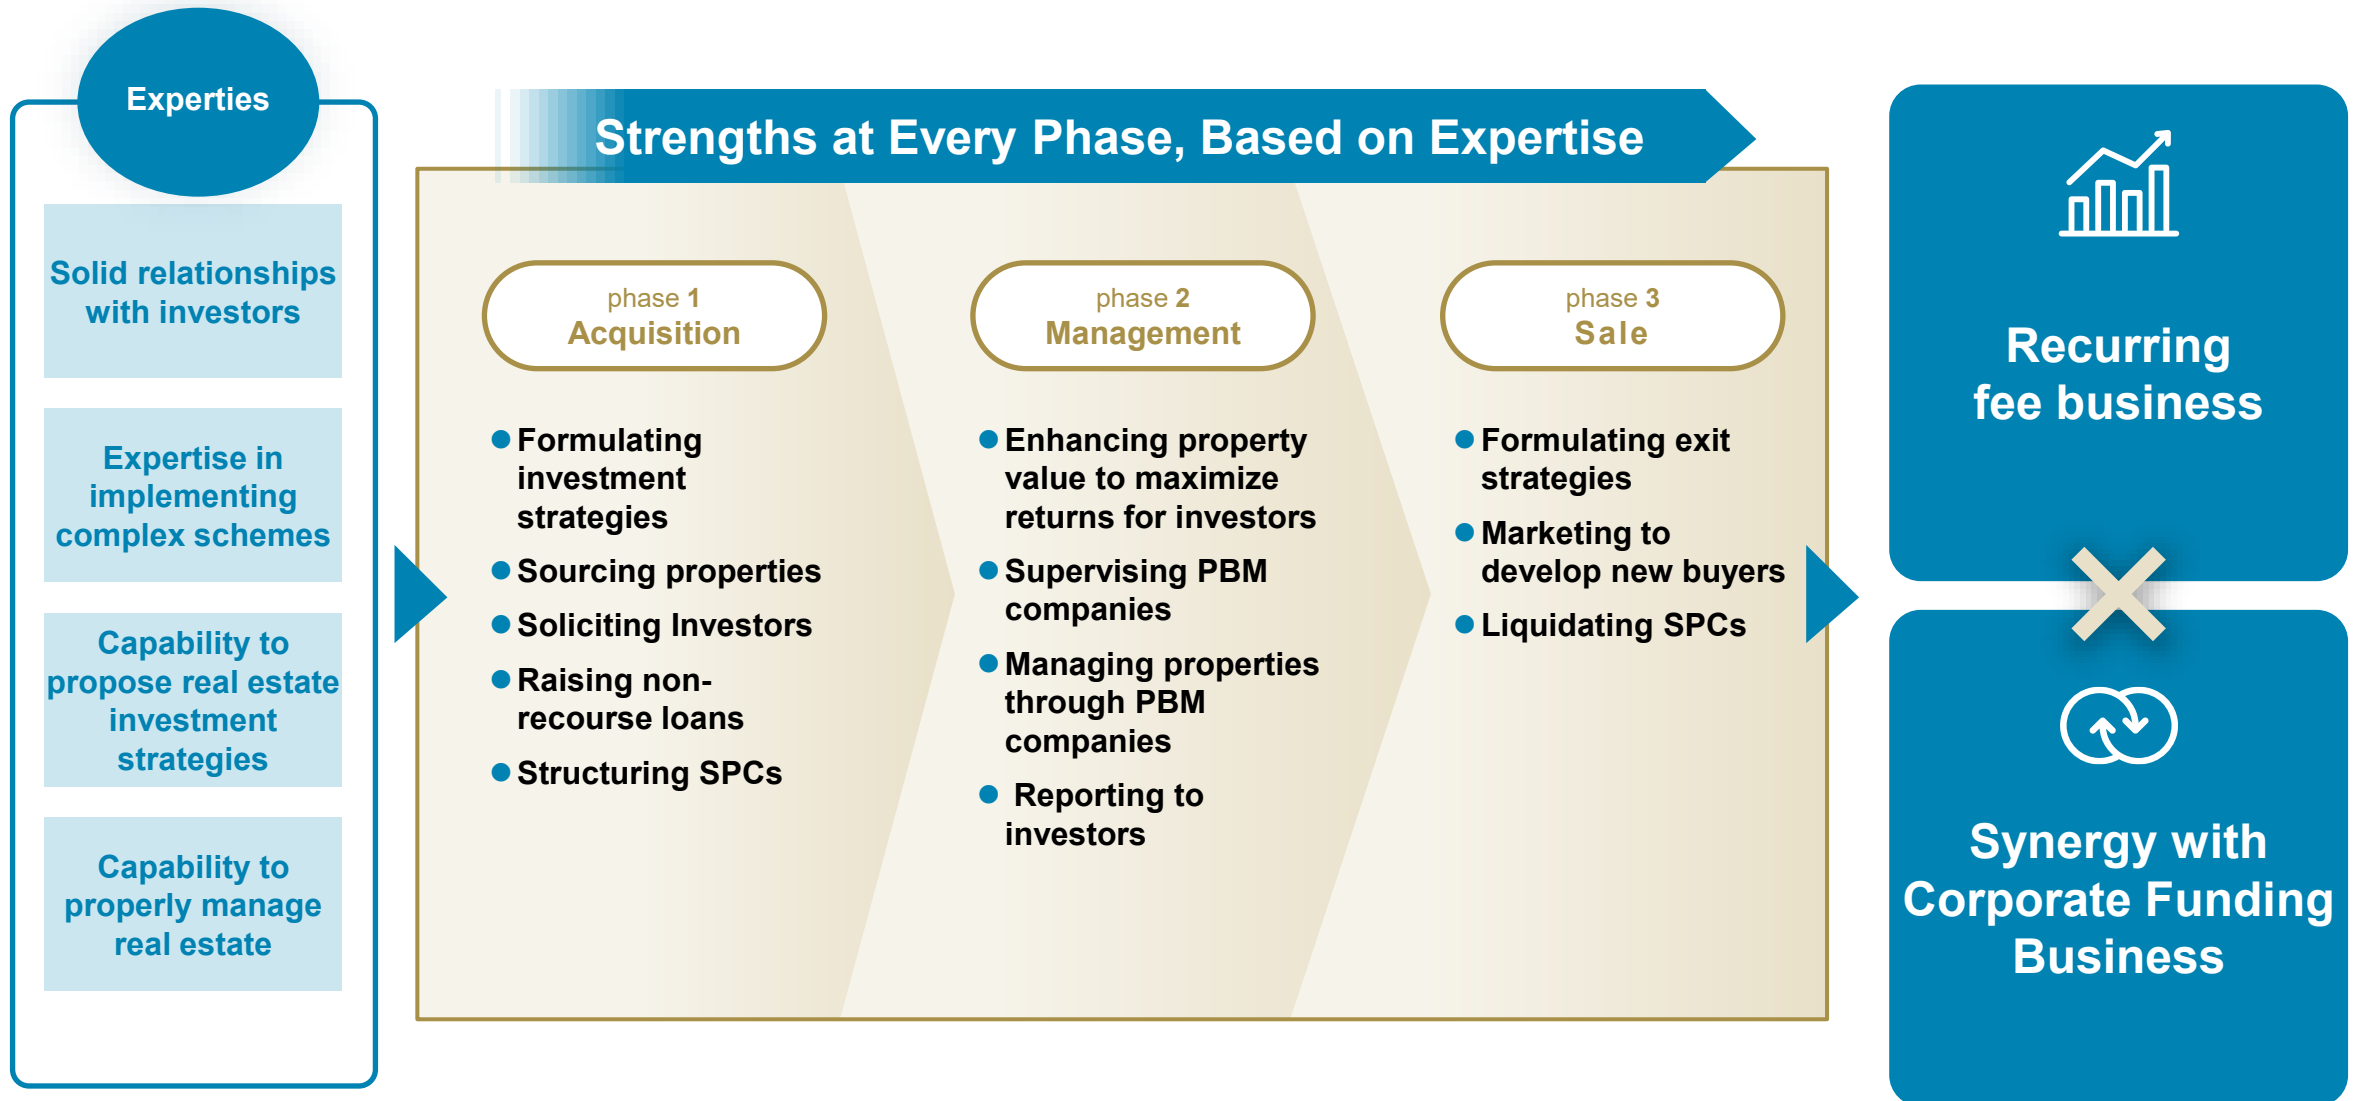 Experties
Solid relationships
with investors
Expertise in
implementing
complex schemes
Capability to
propose real estate
investment
strategies
Capability to
properly manage
real estate
Strengths at Every Phase, Based on Expertise
phase 1
Acquisition
Formulating
investment
strategies
Sourcing properties
Soliciting Investors
Raising non-
recourse loans
Structuring SPCs
phase 2
Management
Enhancing property
value to maximize
returns for investors
Supervising PBM
companies
Managing properties
through PBM
companies
Reporting to
investors
phase 3
Sale
Formulating exit
strategies
Marketing to
develop new buyers
Liquidating SPCs
Recurring
fee business
Synergy with
Corporate Funding
Business